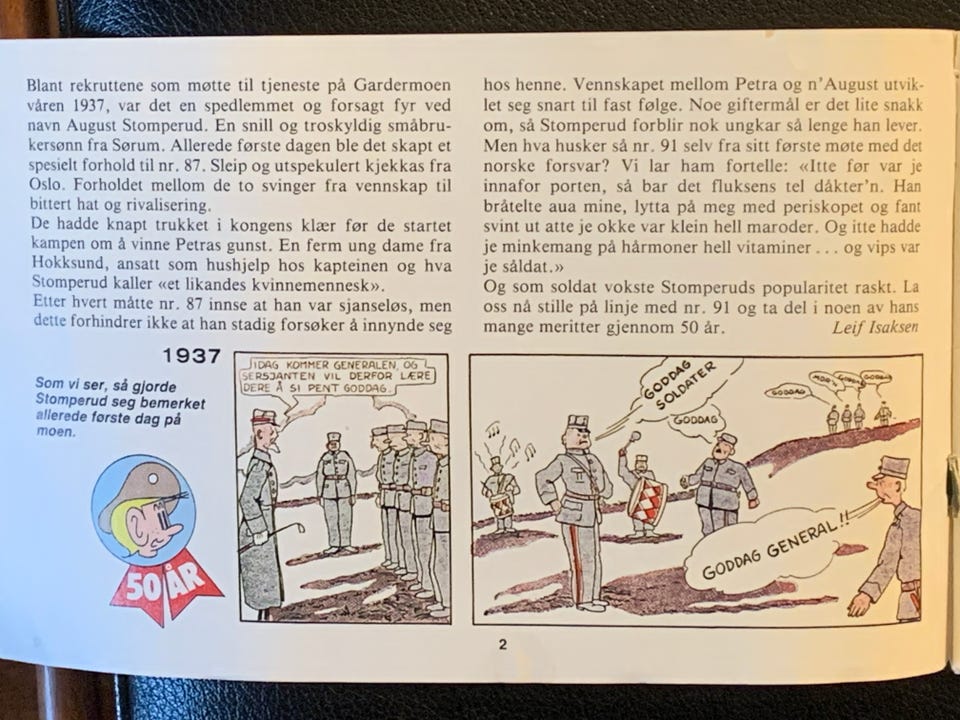 Blant rekruttene som møtte til tjeneste på Gardermoen
våren 1937, var det en spedlemmet og forsagt fyr ved
navn August Stomperud. En snill og troskyldig småbru-
kersønn fra Sørum. Allerede første dagen ble det skapt et
spesielt forhold til nr. 87. Sleip og utspekulert kjekkas fra
Oslo. Forholdet mellom de to svinger fra vennskap til
bittert hat og rivalisering.
De hadde knapt trukket i kongens klær før de startet
kampen om å vinne Petras gunst. En ferm ung dame fra
Hokksund, ansatt som hushjelp hos kapteinen og hva
Stomperud kaller «et likandes kvinnemennesk».
Etter hvert måtte nr. 87 innse at han var sjanseløs, men
dette forhindrer ikke at han stadig forsøker å innynde seg
hos henne. Vennskapet mellom Petra og n'August utvik-
let seg snart til fast følge. Noe giftermål er det lite snakk
om, så Stomperud forblir nok ungkar så lenge han lever.
Men hva husker så nr. 91 selv fra sitt første møte med det
norske forsvar? Vi lar ham fortelle: «Itte før var je
innafor porten, så bar det fluksens tel dåkter'n. Han
bråtelte aua mine, lytta på meg med periskopet og fant
svint ut atte je okke var klein hell maroder. Og itte hadde
je minkemang på hårmoner hell vitaminer . . . og vips var
je såldat.»
Og som soldat vokste Stomperuds popularitet raskt. La
oss nå stille på linje med nr. 91 og ta del i noen av hans
mange meritter gjennom 50 år. Leif Isaksen
1937
Som vi ser, så gjorde
Stomperud seg bemerket
allerede første dag på
moen.
50 ÅR
IDAG KOMMER GENERALEN, OG
SERSJANTEN VIL DERFOR LÆRE
DERE Å SI PENT GODDAG.
GODDAG
SOLDATER
GODDAG
GODDAG
MOR'N
GODDAG
GODDAG
GODDAG GENERAL!!
2